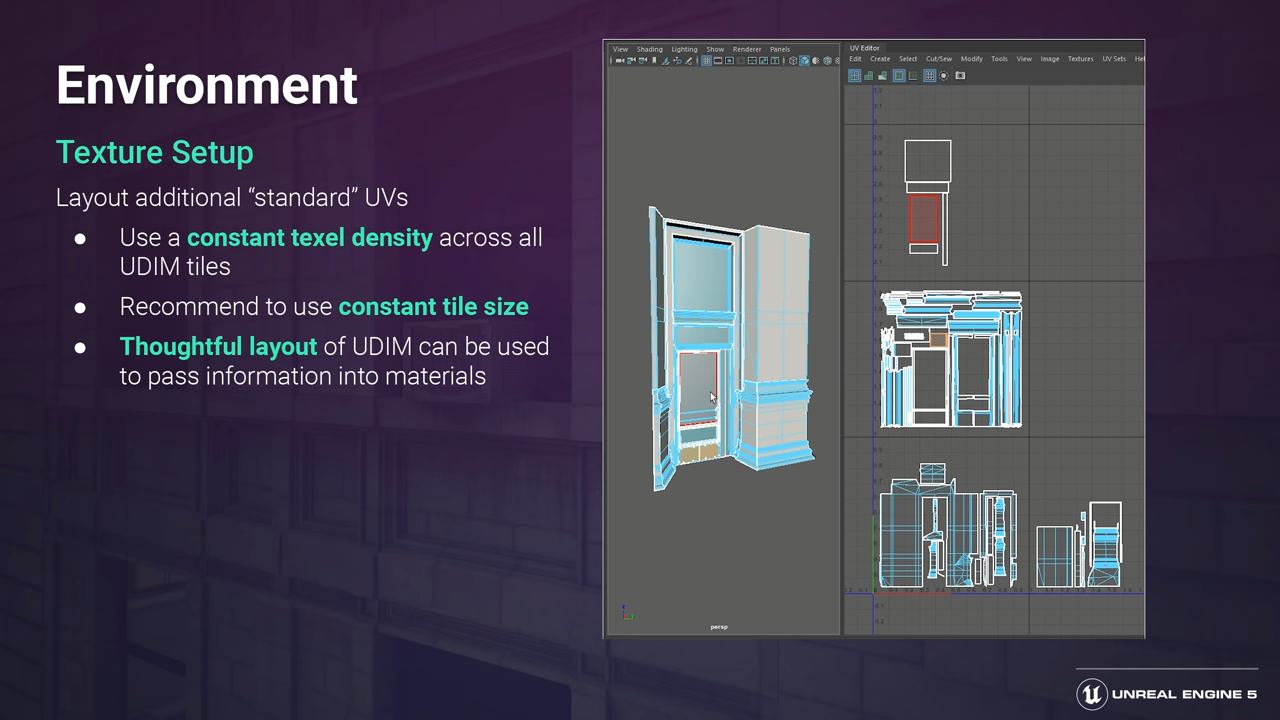 Environment
Texture Setup
Layout additional “standard” UVs
● Use a constant texel density across all
UDIM tiles
● Recommend to use constant tile size
● Thoughtful layout of UDIM can be used
to pass information into materials
View Shading Lighting Show Renderer Panels
persp
UV Editor
Edit Create Select Cut/Sew Modify Tools View Image Textures UV Sets Hel
UNREAL ENGINE 5